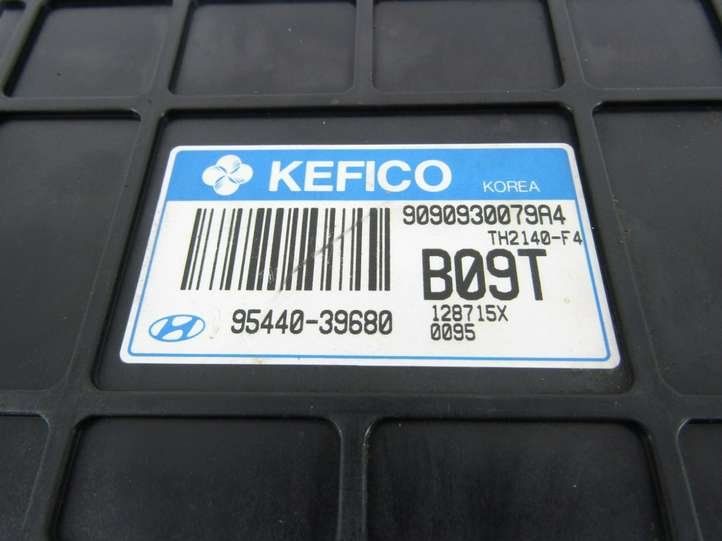 KEFICO
KOREA
9090930079A4
TH2140-F4
B09T
95440-39680
128715X
0095